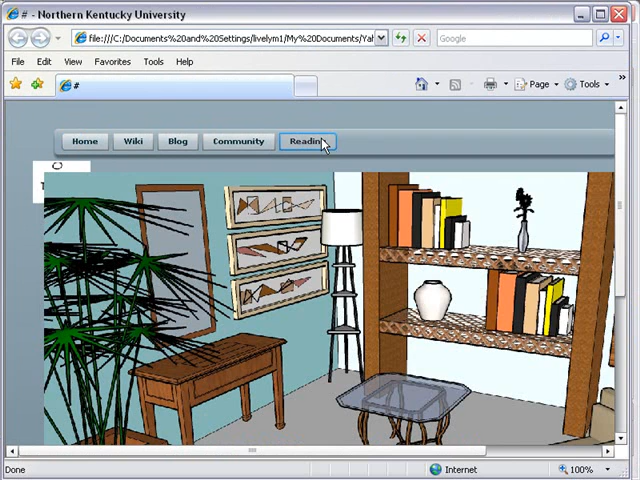 # - Northern Kentucky University
file:///C:/Documents%20and%20Settings/livelym1/My%20Documents/Yah
Google
File Edit View Favorites Tools Help
#
Page Tools »
Home Wiki Blog Community Reading
Done Internet 100%